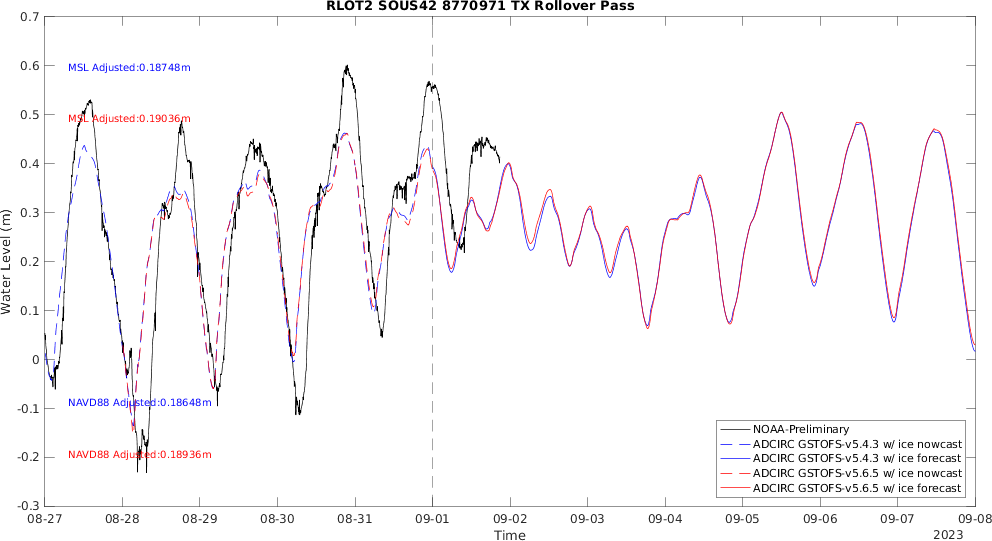 RLOT2 SOUS42 8770971 TX Rollover Pass
0.7
0.6
0.5
0.4
0.3
0.2
0.1
0
-0.1
-0.2
-0.3
Water Level (m)
MSL Adjusted:0.18748m
MSL Adjusted:0.19036m
NAVD88 Adjusted:0.18648m
NAVD88 Adjusted:0.18936m
NOAA-Preliminary
ADCIRC GSTOFS-v5.4.3 w/ ice nowcast
ADCIRC GSTOFS-v5.4.3 w/ ice forecast
ADCIRC GSTOFS-v5.6.5 w/ ice nowcast
ADCIRC GSTOFS-v5.6.5 w/ ice forecast
08-27 08-28 08-29 08-30 08-31 09-01 09-02 09-03 09-04 09-05 09-06 09-07 09-08
Time
2023